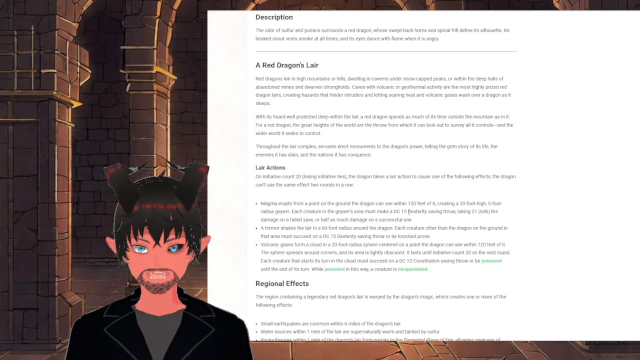 Description
The odor of sulfur and pumice surrounds a red dragon, whose swept-back horns and spinal frill define its silhouette. Its
beaked snout vents smoke at all times, and its eyes dance with flame when it is angry.
A Red Dragon's Lair
Red dragons lair in high mountains or hills, dwelling in caverns under snow-capped peaks, or within the deep halls of
abandoned mines and dwarven strongholds. Caves with volcanic or geothermal activity are the most highly prized red
dragon lairs, creating hazards that hinder intruders and letting searing heat and volcanic gases wash over a dragon as it
sleeps.
With its hoard well protected deep within the lair, a red dragon spends as much of its time outside the mountain as in it.
For a red dragon, the great heights of the world are the throne from which it can look out to survey all it controls—and the
wider world it seeks to control.
Throughout the lair complex, servants erect monuments to the dragon's power, telling the grim story of its life, the
enemies it has slain, and the nations it has conquered.
Lair Actions
On initiative count 20 (losing initiative ties), the dragon takes a lair action to cause one of the following effects; the dragon
can't use the same effect two rounds in a row:
• Magma erupts from a point on the ground the dragon can see within 120 feet of it, creating a 20-foot-high, 5-foot-
radius geyser. Each creature in the geyser's area must make a DC 15 Dexterity saving throw, taking 21 (6d6) fire
damage on a failed save, or half as much damage on a successful one.
• A tremor shakes the lair in a 60-foot radius around the dragon. Each creature other than the dragon on the ground in
that area must succeed on a DC 15 Dexterity saving throw or be knocked prone.
• Volcanic gases form a cloud in a 20-foot-radius sphere centered on a point the dragon can see within 120 feet of it.
The sphere spreads around corners, and its area is lightly obscured. It lasts until initiative count 20 on the next round.
Each creature that starts its turn in the cloud must succeed on a DC 13 Constitution saving throw or be poisoned
until the end of its turn. While poisoned in this way, a creature is incapacitated.
Regional Effects
The region containing a legendary red dragon's lair is warped by the dragon's magic, which creates one or more of the
following effects:
• Small earthquakes are common within 6 miles of the dragon's lair.
• Water sources within 1 mile of the lair are supernaturally warm and tainted by sulfur.